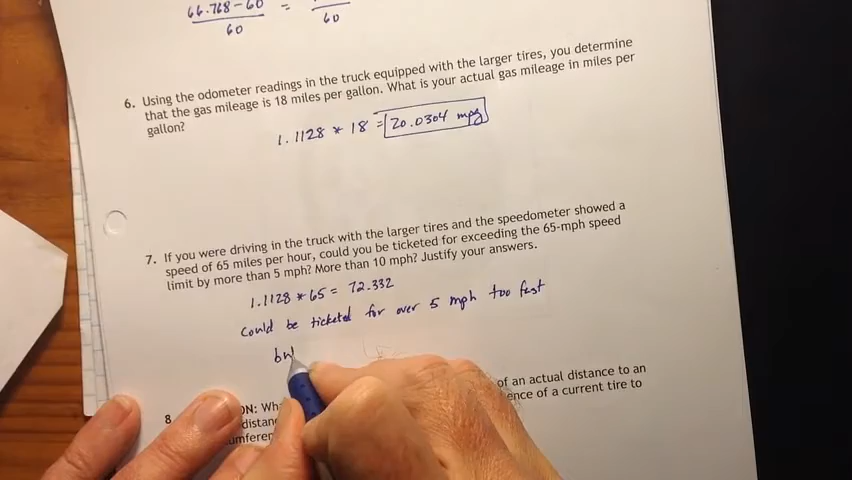 66.768-60
=
60
60
6. Using the odometer readings in the truck equipped with the larger tires, you determine
that the gas mileage is 18 miles per gallon. What is your actual gas mileage in miles per
gallon?
1.1128 * 18 = 20.0304 mpg
7. If you were driving in the truck with the larger tires and the speedometer showed a
speed of 65 miles per hour, could you be ticketed for exceeding the 65-mph speed
limit by more than 5 mph? More than 10 mph? Justify your answers.
1.1128 * 65 = 72.332
Could be ticketed for over 5 mph too fast
but
8
ON: Wh
of an actual distance to an
distan
ence of a current tire to
umferen